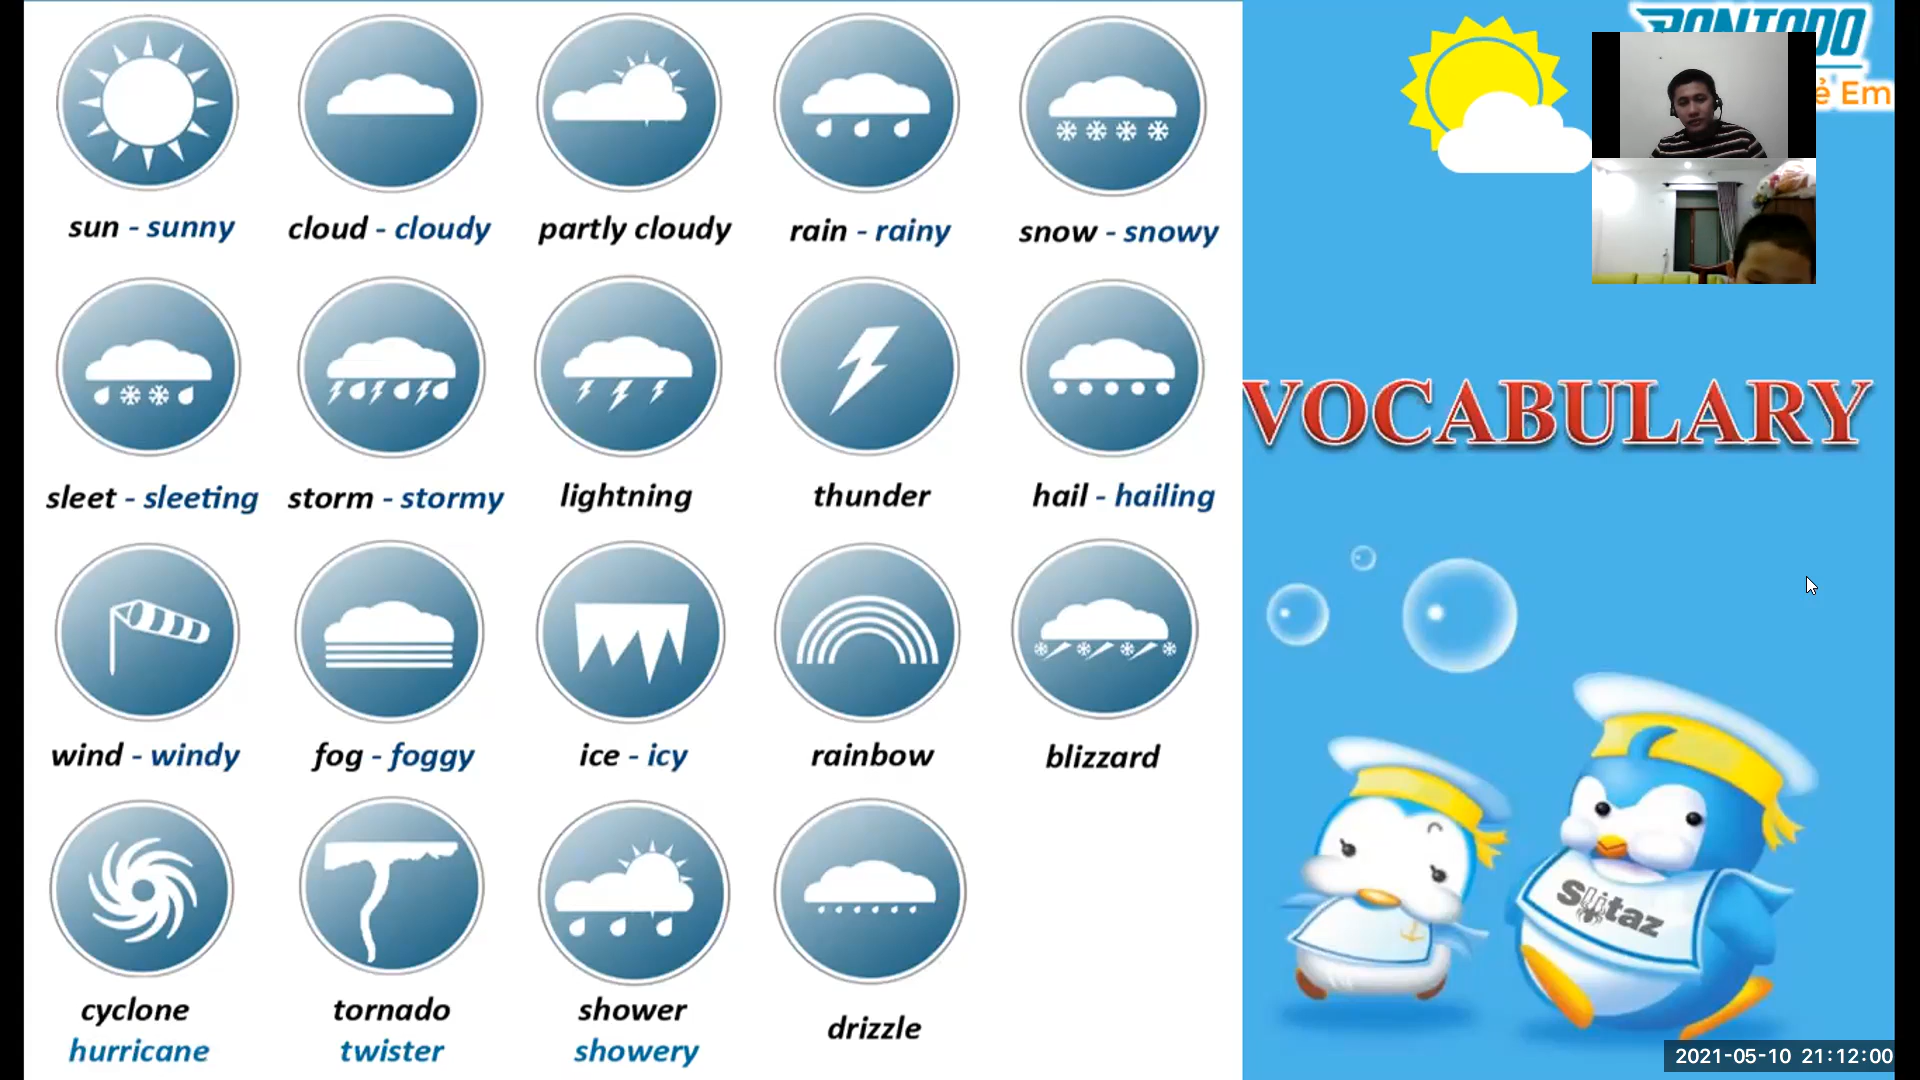 sun - sunny
cloud - cloudy
partly cloudy
rain - rainy
snow - snowy
sleet - sleeting
storm - stormy
lightning
thunder
hail - hailing
wind - windy
fog - foggy
ice - icy
rainbow
blizzard
cyclone
hurricane
tornado
twister
shower
showery
drizzle
ẻ Em
VOCABULARY
Slitaz
2021-05-10 21:12:00